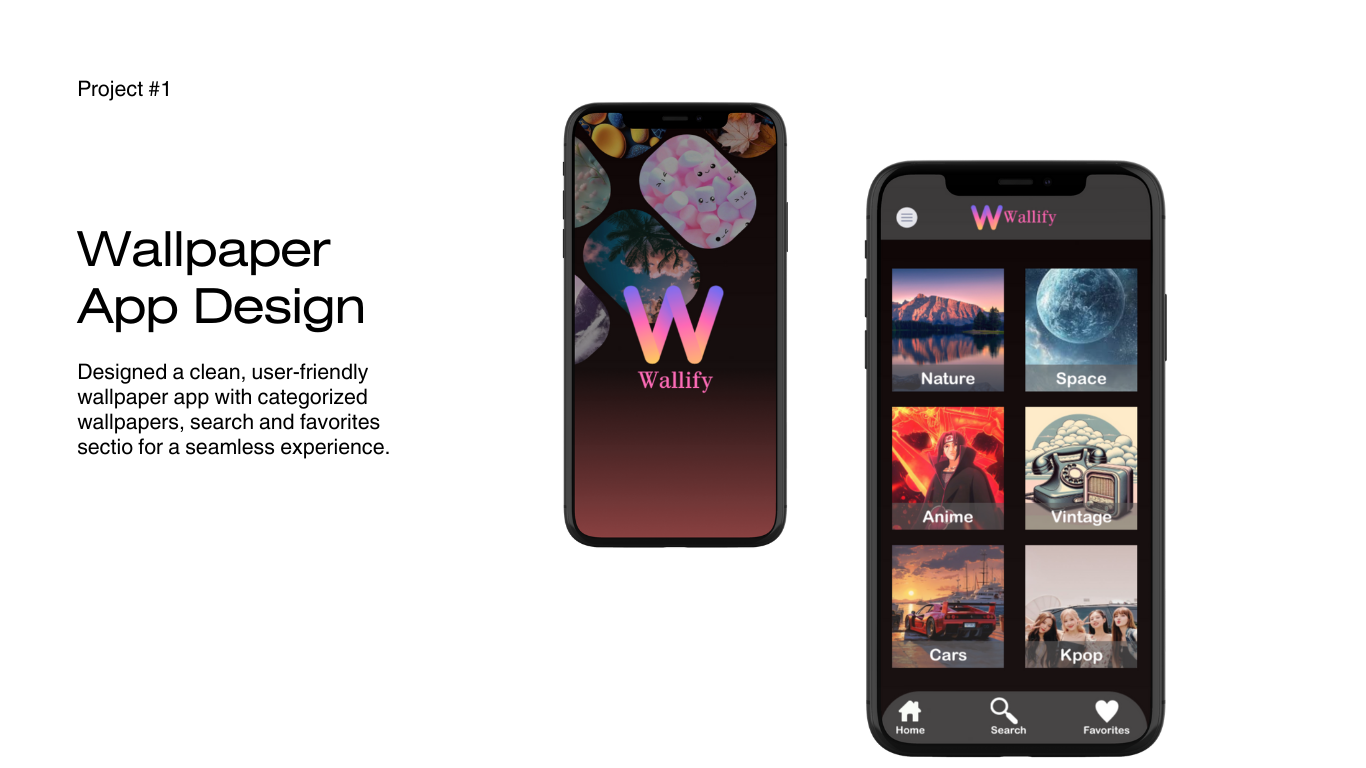 Project #1
Wallpaper
App Design
Designed a clean, user-friendly
wallpaper app with categorized
wallpapers, search and favorites
sectio for a seamless experience.
W
Wallify
W Wallify
Nature
Space
Anime
Vintage
Cars
Kpop
Home
Search
Favorites